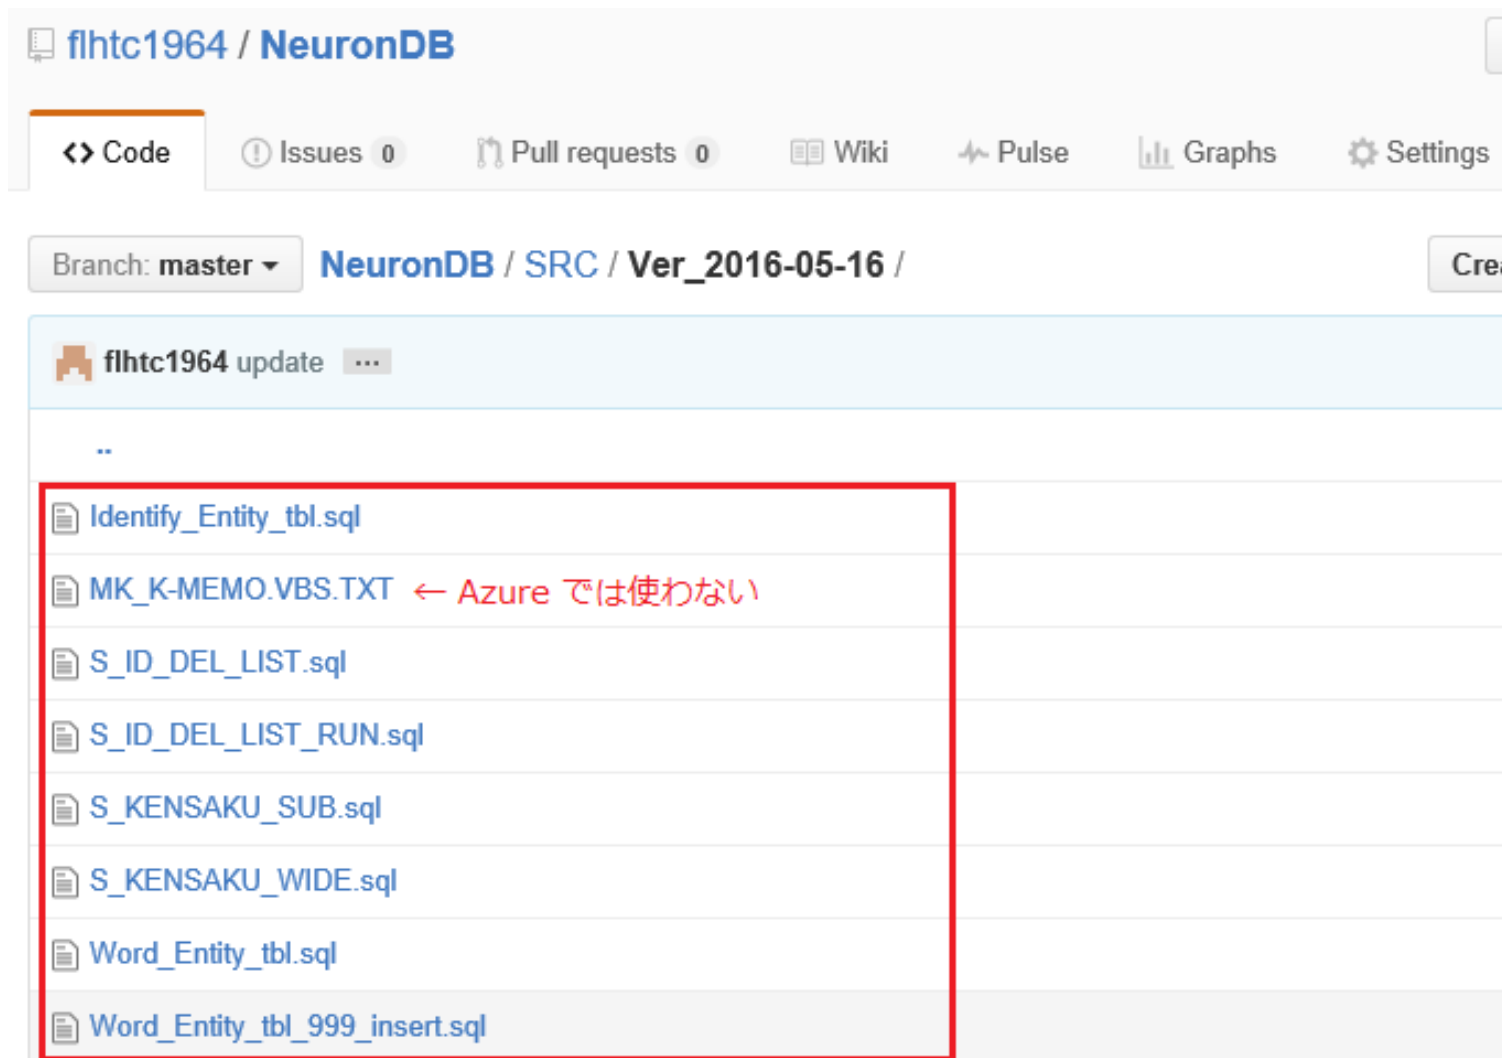 flhtc1964 / NeuronDB
<> Code Issues 0 Pull requests 0 Wiki Pulse Graphs Settings
Branch: master NeuronDB / SRC / Ver_2016-05-16 / Cre
flhtc1964 update ...
..
Identify_Entity_tbl.sql
MK_K-MEMO.VBS.TXT ← Azure では使わない
S_ID_DEL_LIST.sql
S_ID_DEL_LIST_RUN.sql
S_KENSAKU_SUB.sql
S_KENSAKU_WIDE.sql
Word_Entity_tbl.sql
Word_Entity_tbl_999_insert.sql